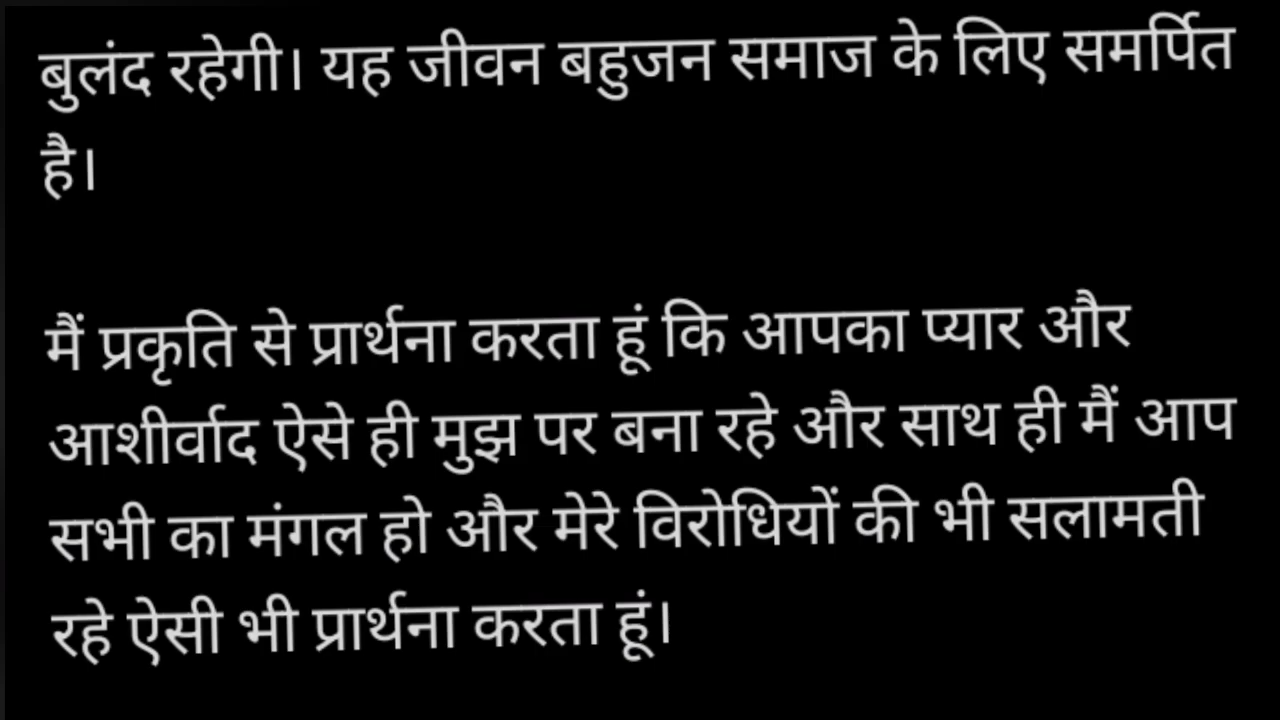 बुलंद रहेगी। यह जीवन बहुजन समाज के लिए समर्पित
है।
मैं प्रकृति से प्रार्थना करता हूं कि आपका प्यार और
आशीर्वाद ऐसे ही मुझ पर बना रहे और साथ ही मैं आप
सभी का मंगल हो और मेरे विरोधियों की भी सलामती
रहे ऐसी भी प्रार्थना करता हूं।